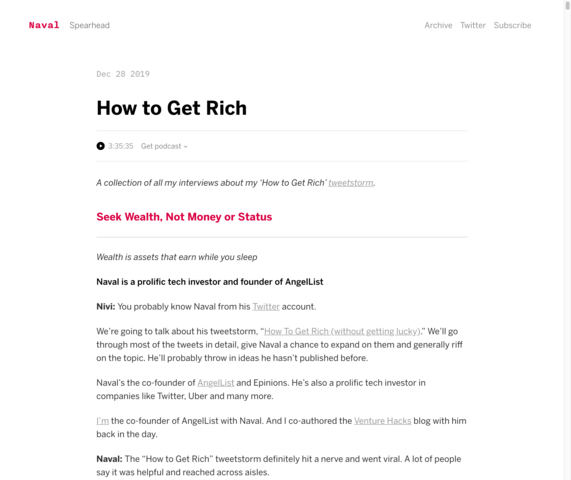 Naval Spearhead Archive Twitter Subscribe
Dec 28 2019
How to Get Rich
3:35:35 Get podcast
A collection of all my interviews about my ‘How to Get Rich’ tweetstorm.
Seek Wealth, Not Money or Status
Wealth is assets that earn while you sleep
Naval is a prolific tech investor and founder of AngelList
Nivi: You probably know Naval from his Twitter account.
We’re going to talk about his tweetstorm, “How To Get Rich (without getting lucky).” We’ll go
through most of the tweets in detail, give Naval a chance to expand on them and generally riff
on the topic. He’ll probably throw in ideas he hasn’t published before.
Naval’s the co-founder of AngelList and Epinions. He’s also a prolific tech investor in
companies like Twitter, Uber and many more.
I’m the co-founder of AngelList with Naval. And I co-authored the Venture Hacks blog with him
back in the day.
Naval: The “How to Get Rich” tweetstorm definitely hit a nerve and went viral. A lot of people
say it was helpful and reached across aisles.